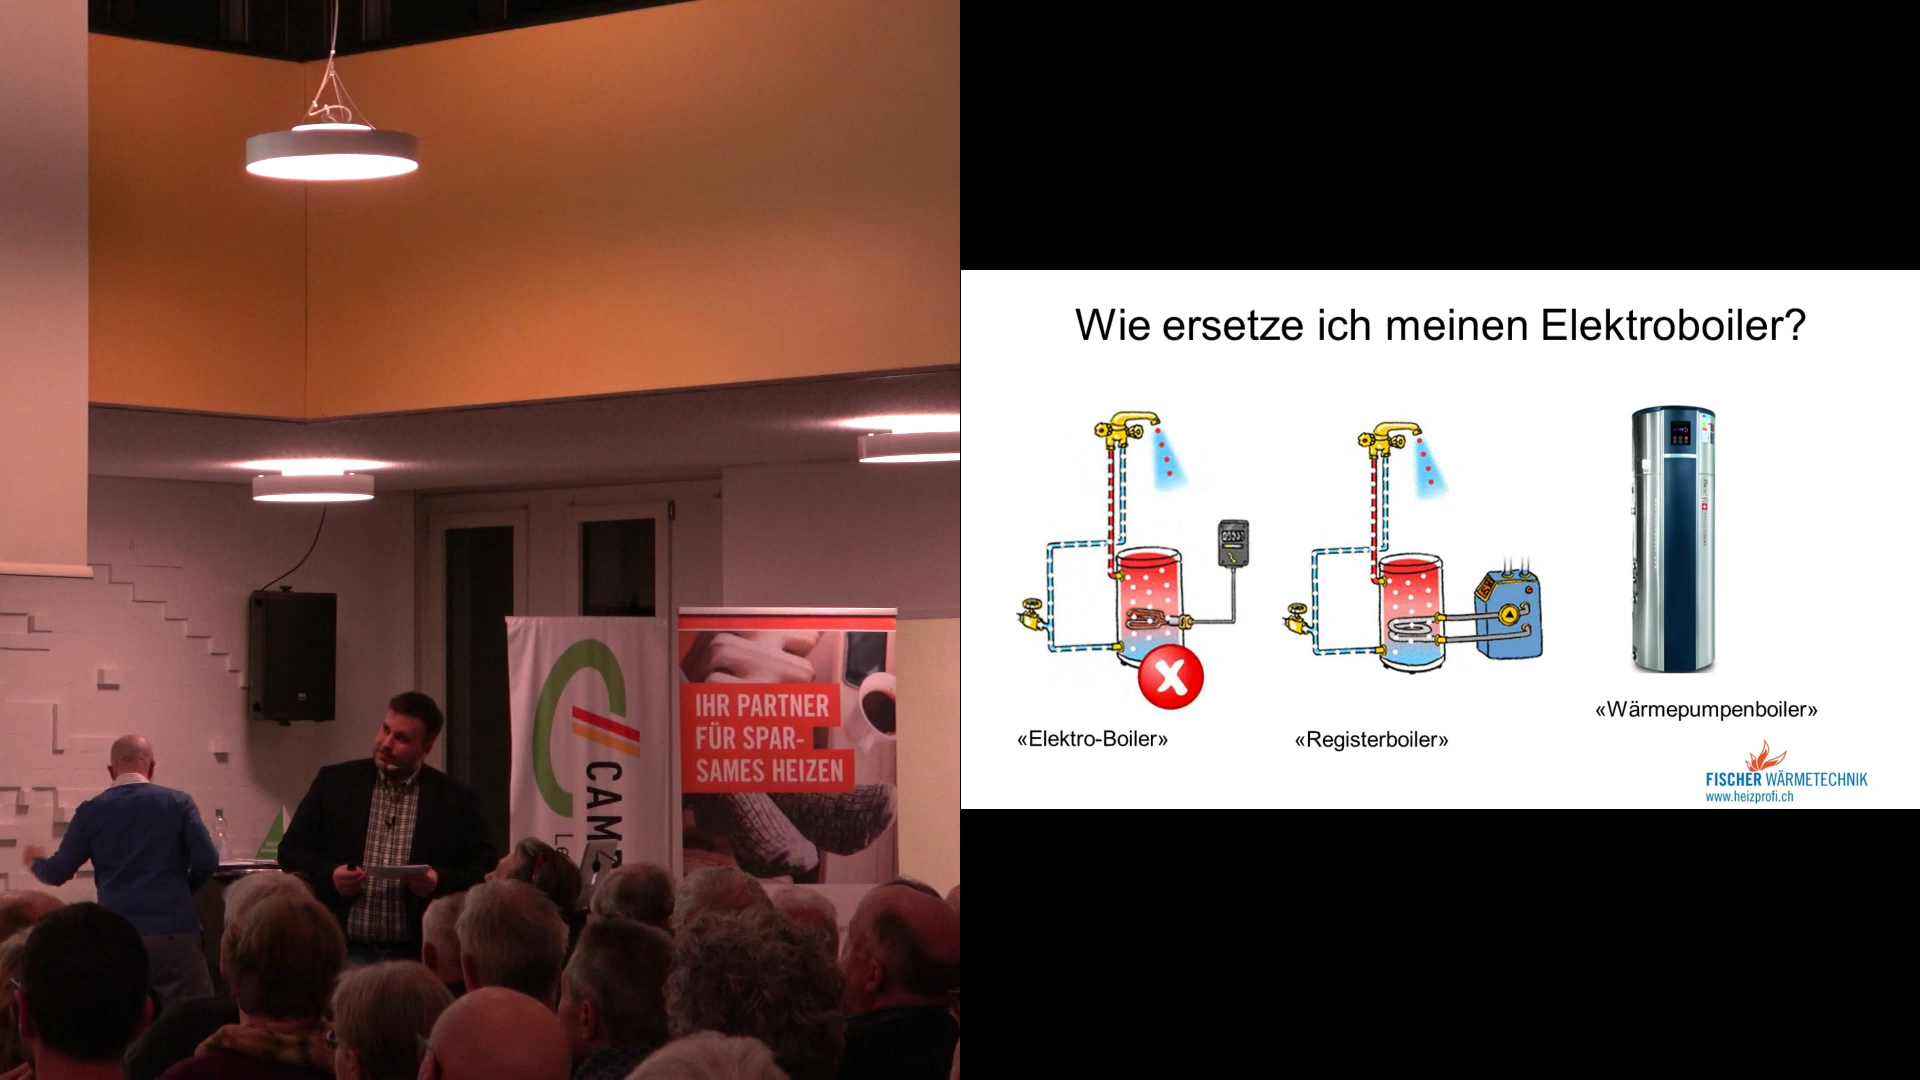 IHR PARTNER
FÜR SPAR-
SAMES HEIZEN
Wie ersetze ich meinen Elektroboiler?
«Elektro-Boiler»
«Registerboiler»
«Wärmepumpenboiler»
FISCHER WÄRMETECHNIK
www.heizprofi.ch